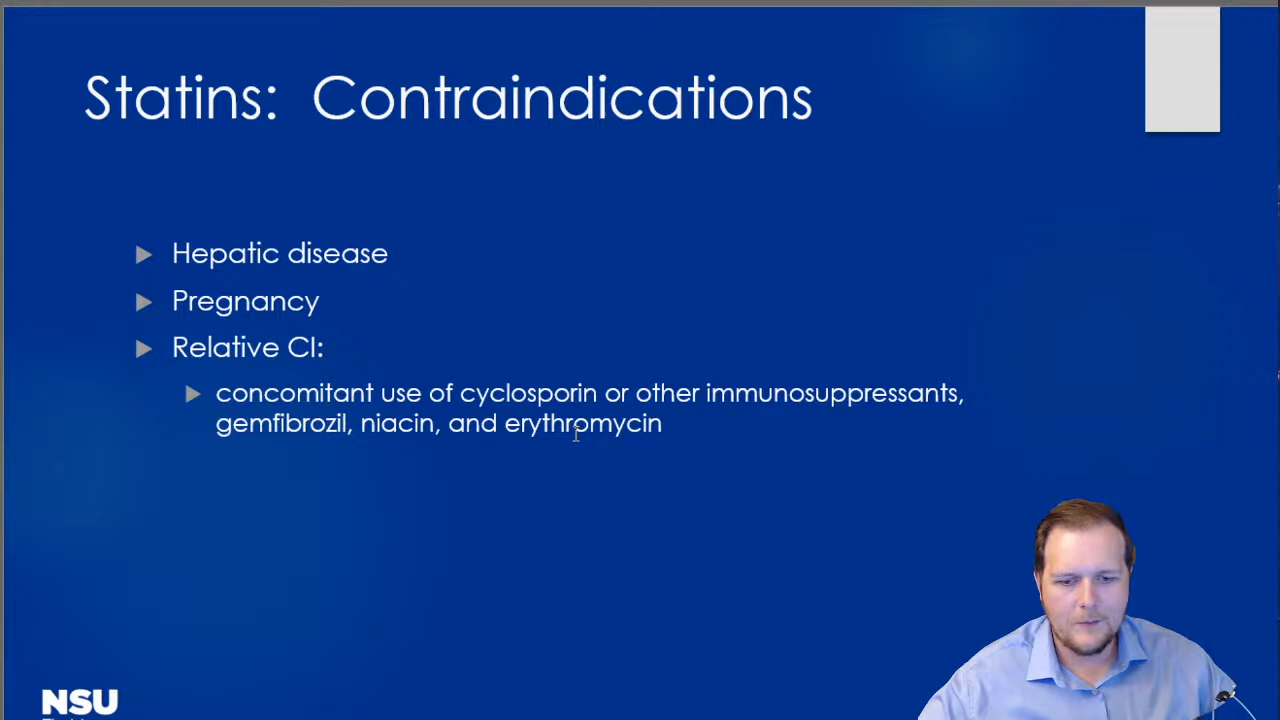 Statins: Contraindications
Hepatic disease
Pregnancy
Relative CI:
concomitant use of cyclosporin or other immunosuppressants,
gemfibrozil, niacin, and erythromycin
NSU